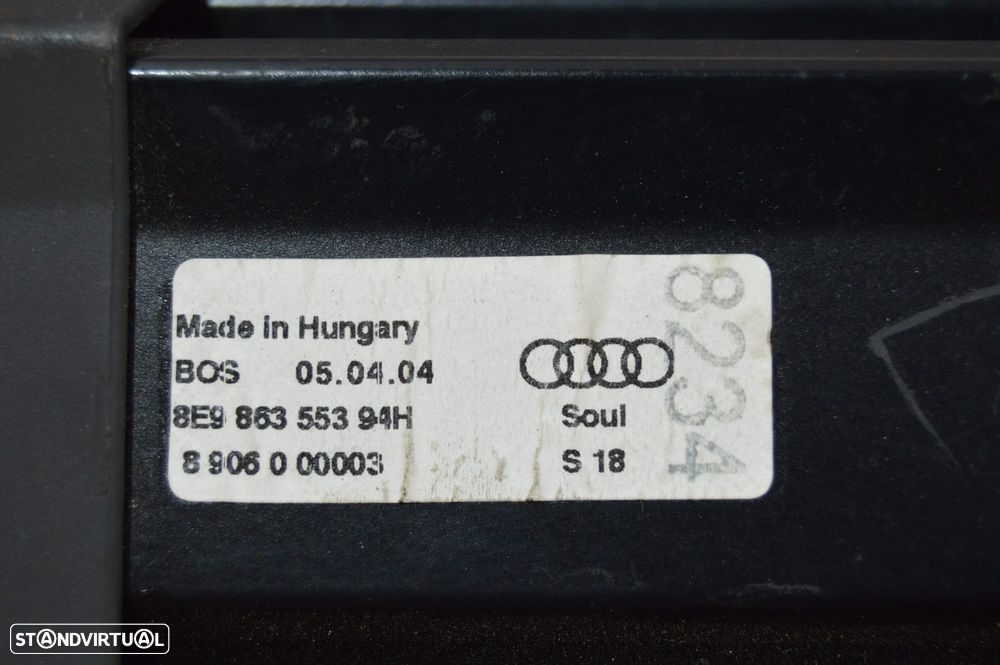 Made in Hungary
BOS 05.04.04
8E9 863 553 94H
Soul
8 906 0 00003
S 18
8234
STANDVIRTUAL